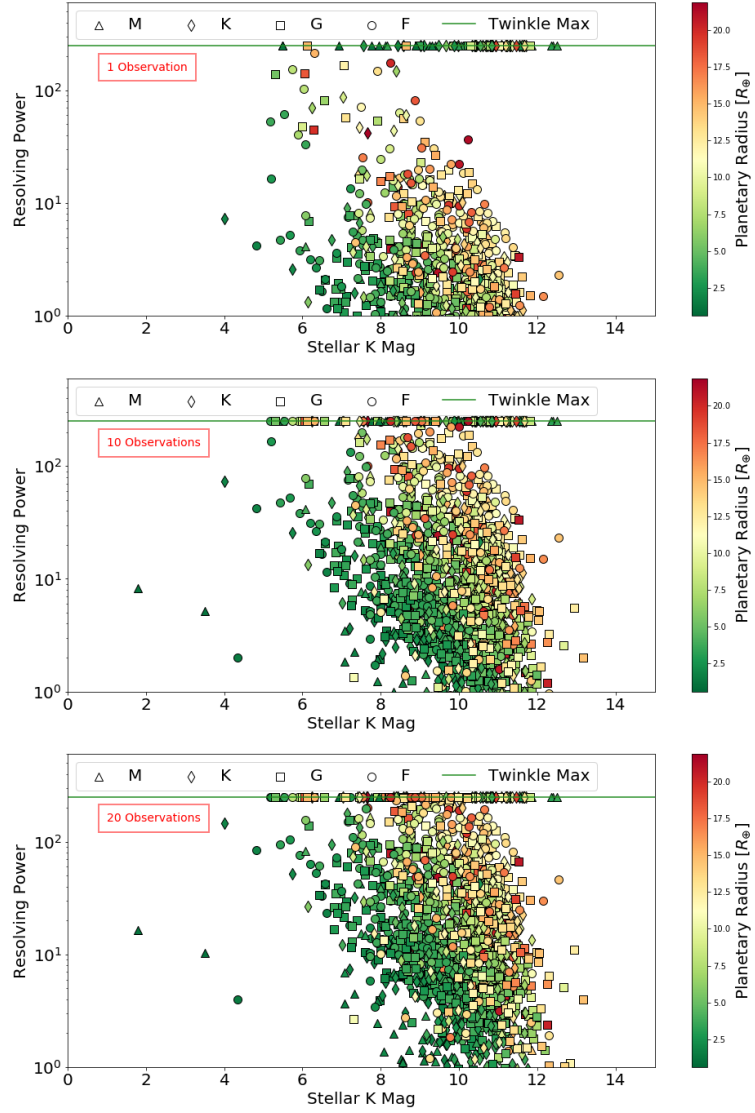 M K G F Twinkle Max
1 Observation
10²
10¹
10⁰
Resolving Power
0 2 4 6 8 10 12 14
Stellar K Mag
20.0
17.5
15.0
12.5
10.0
7.5
5.0
2.5
Planetary Radius [R⊕]
M K G F Twinkle Max
10 Observations
10²
10¹
10⁰
Resolving Power
0 2 4 6 8 10 12 14
Stellar K Mag
20.0
17.5
15.0
12.5
10.0
7.5
5.0
2.5
Planetary Radius [R⊕]
M K G F Twinkle Max
20 Observations
10²
10¹
10⁰
Resolving Power
0 2 4 6 8 10 12 14
Stellar K Mag
20.0
17.5
15.0
12.5
10.0
7.5
5.0
2.5
Planetary Radius [R⊕]